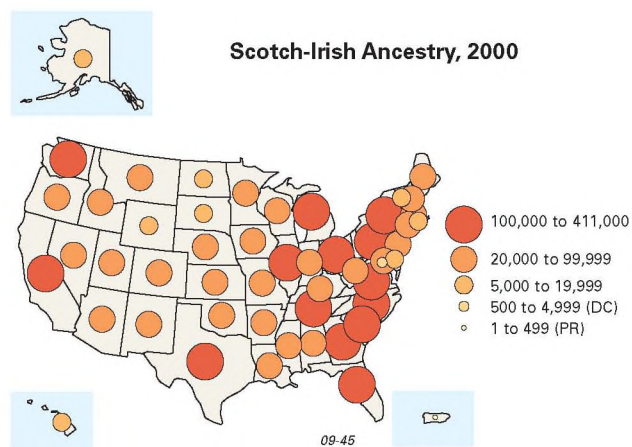 Scotch-Irish Ancestry, 2000
100,000 to 411,000
20,000 to 99,999
5,000 to 19,999
500 to 4,999 (DC)
1 to 499 (PR)
09-45